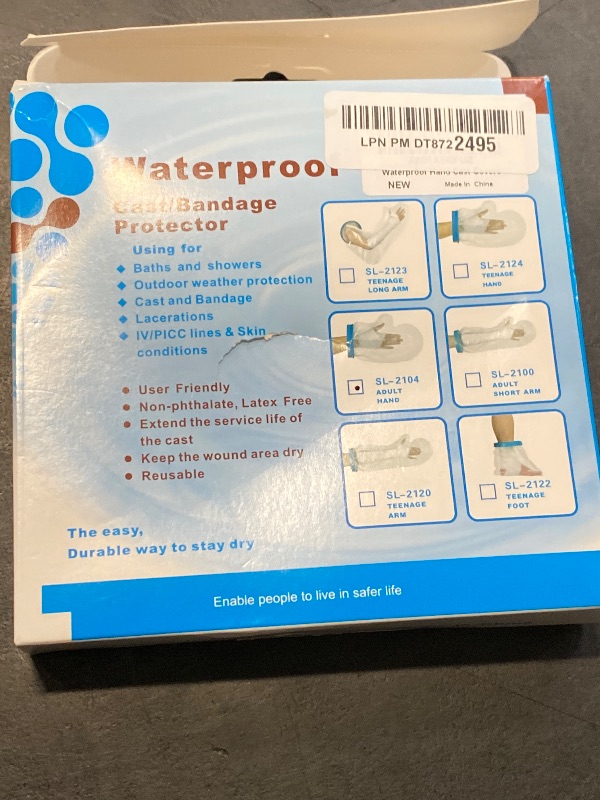 LPN PM DT8722495
Waterproof
Waterproof Hand Cast Covers
NEW Made In China
Cast/Bandage
Protector
Using for
Baths and showers
Outdoor weather protection
Cast and Bandage
Lacerations
IV/PICC lines & Skin
conditions
User Friendly
Non-phthalate, Latex Free
Extend the service life of
the cast
Keep the wound area dry
Reusable
The easy,
Durable way to stay dry
SL-2123
TEENAGE
LONG ARM
SL-2124
TEENAGE
HAND
SL-2104
ADULT
HAND
SL-2100
ADULT
SHORT ARM
SL-2120
TEENAGE
ARM
SL-2122
TEENAGE
FOOT
Enable people to live in safer life